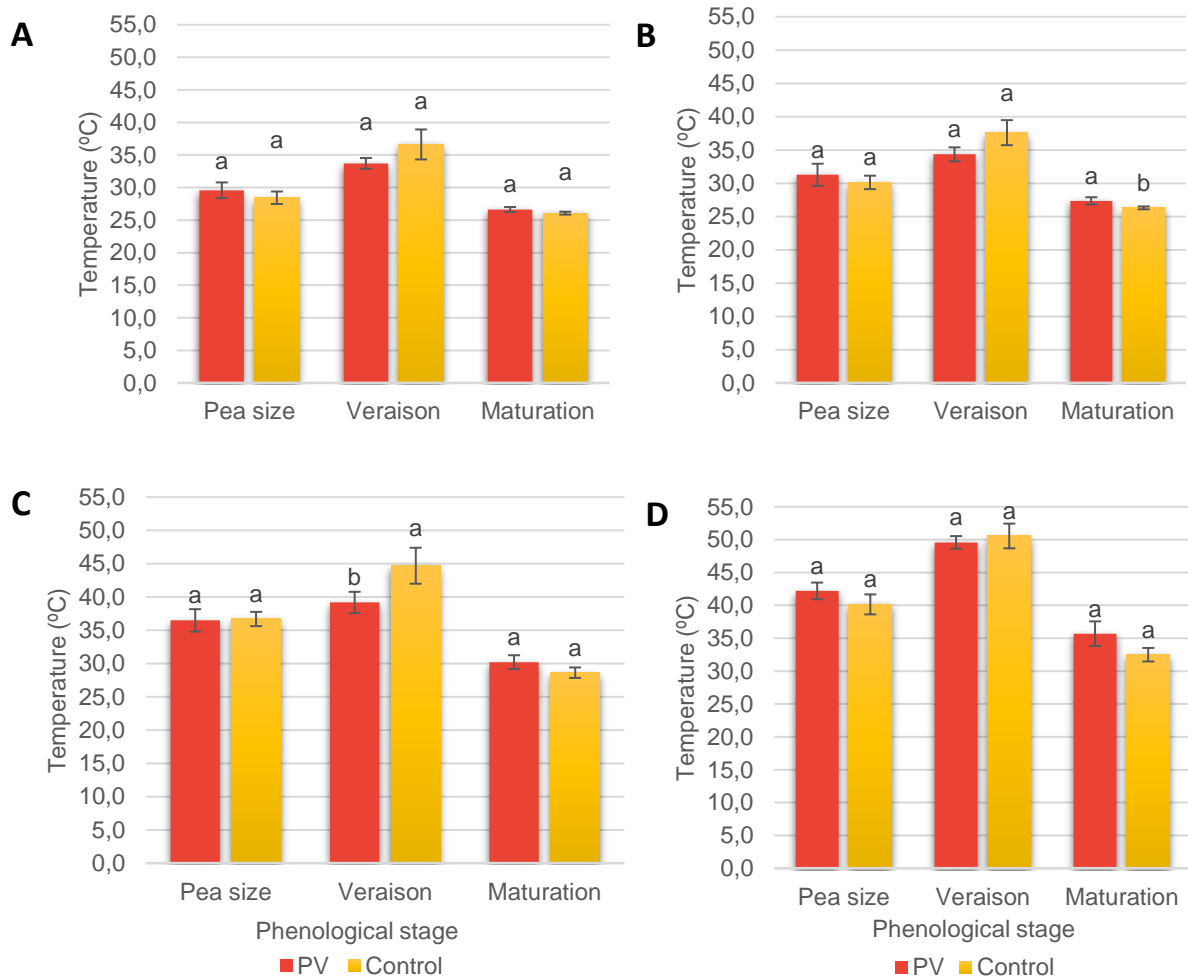 A
Temperature (ºC)
55,0
50,0
45,0
40,0
35,0
30,0
25,0
20,0
15,0
10,0
5,0
0,0
a
a
a
a
a
a
Pea size
Veraison
Maturation
B
Temperature (ºC)
55,0
50,0
45,0
40,0
35,0
30,0
25,0
20,0
15,0
10,0
5,0
0,0
a
a
a
a
a
b
Pea size
Veraison
Maturation
C
Temperature (ºC)
55,0
50,0
45,0
40,0
35,0
30,0
25,0
20,0
15,0
10,0
5,0
0,0
a
a
b
a
a
a
Pea size
Veraison
Maturation
Phenological stage
PV
Control
D
Temperature (ºC)
55,0
50,0
45,0
40,0
35,0
30,0
25,0
20,0
15,0
10,0
5,0
0,0
a
a
a
a
a
a
Pea size
Veraison
Maturation
Phenological stage
PV
Control